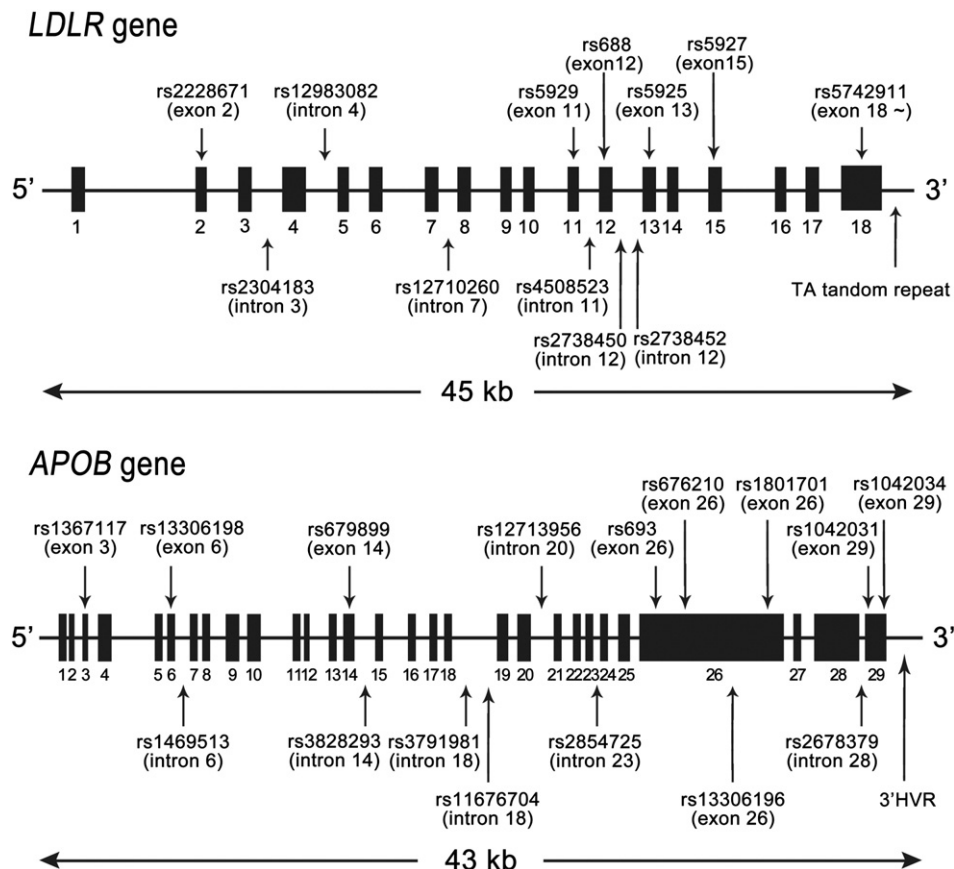 LDLR gene
rs688
(exon12)
rs5927
(exon15)
rs2228671
(exon 2)
rs12983082
(intron 4)
rs5929
(exon 11)
rs5925
(exon 13)
rs5742911
(exon 18 ~)
5’
3’
1
2
3
4
5
6
7
8
9
10
11
12
13
14
15
16
17
18
rs2304183
(intron 3)
rs12710260
(intron 7)
rs4508523
(intron 11)
TA tandom repeat
rs2738450
(intron 12)
rs2738452
(intron 12)
45 kb
APOB gene
rs676210
(exon 26)
rs1801701
(exon 26)
rs1042034
(exon 29)
rs1367117
(exon 3)
rs13306198
(exon 6)
rs679899
(exon 14)
rs12713956
(intron 20)
rs693
(exon 26)
rs1042031
(exon 29)
5’
3’
1
2
3
4
5
6
7
8
9
10
11
12
13
14
15
16
17
18
19
20
21
22
23
24
25
26
27
28
29
rs1469513
(intron 6)
rs3828293
(intron 14)
rs3791981
(intron 18)
rs2854725
(intron 23)
rs2678379
(intron 28)
rs11676704
(intron 18)
rs13306196
(exon 26)
3’HVR
43 kb